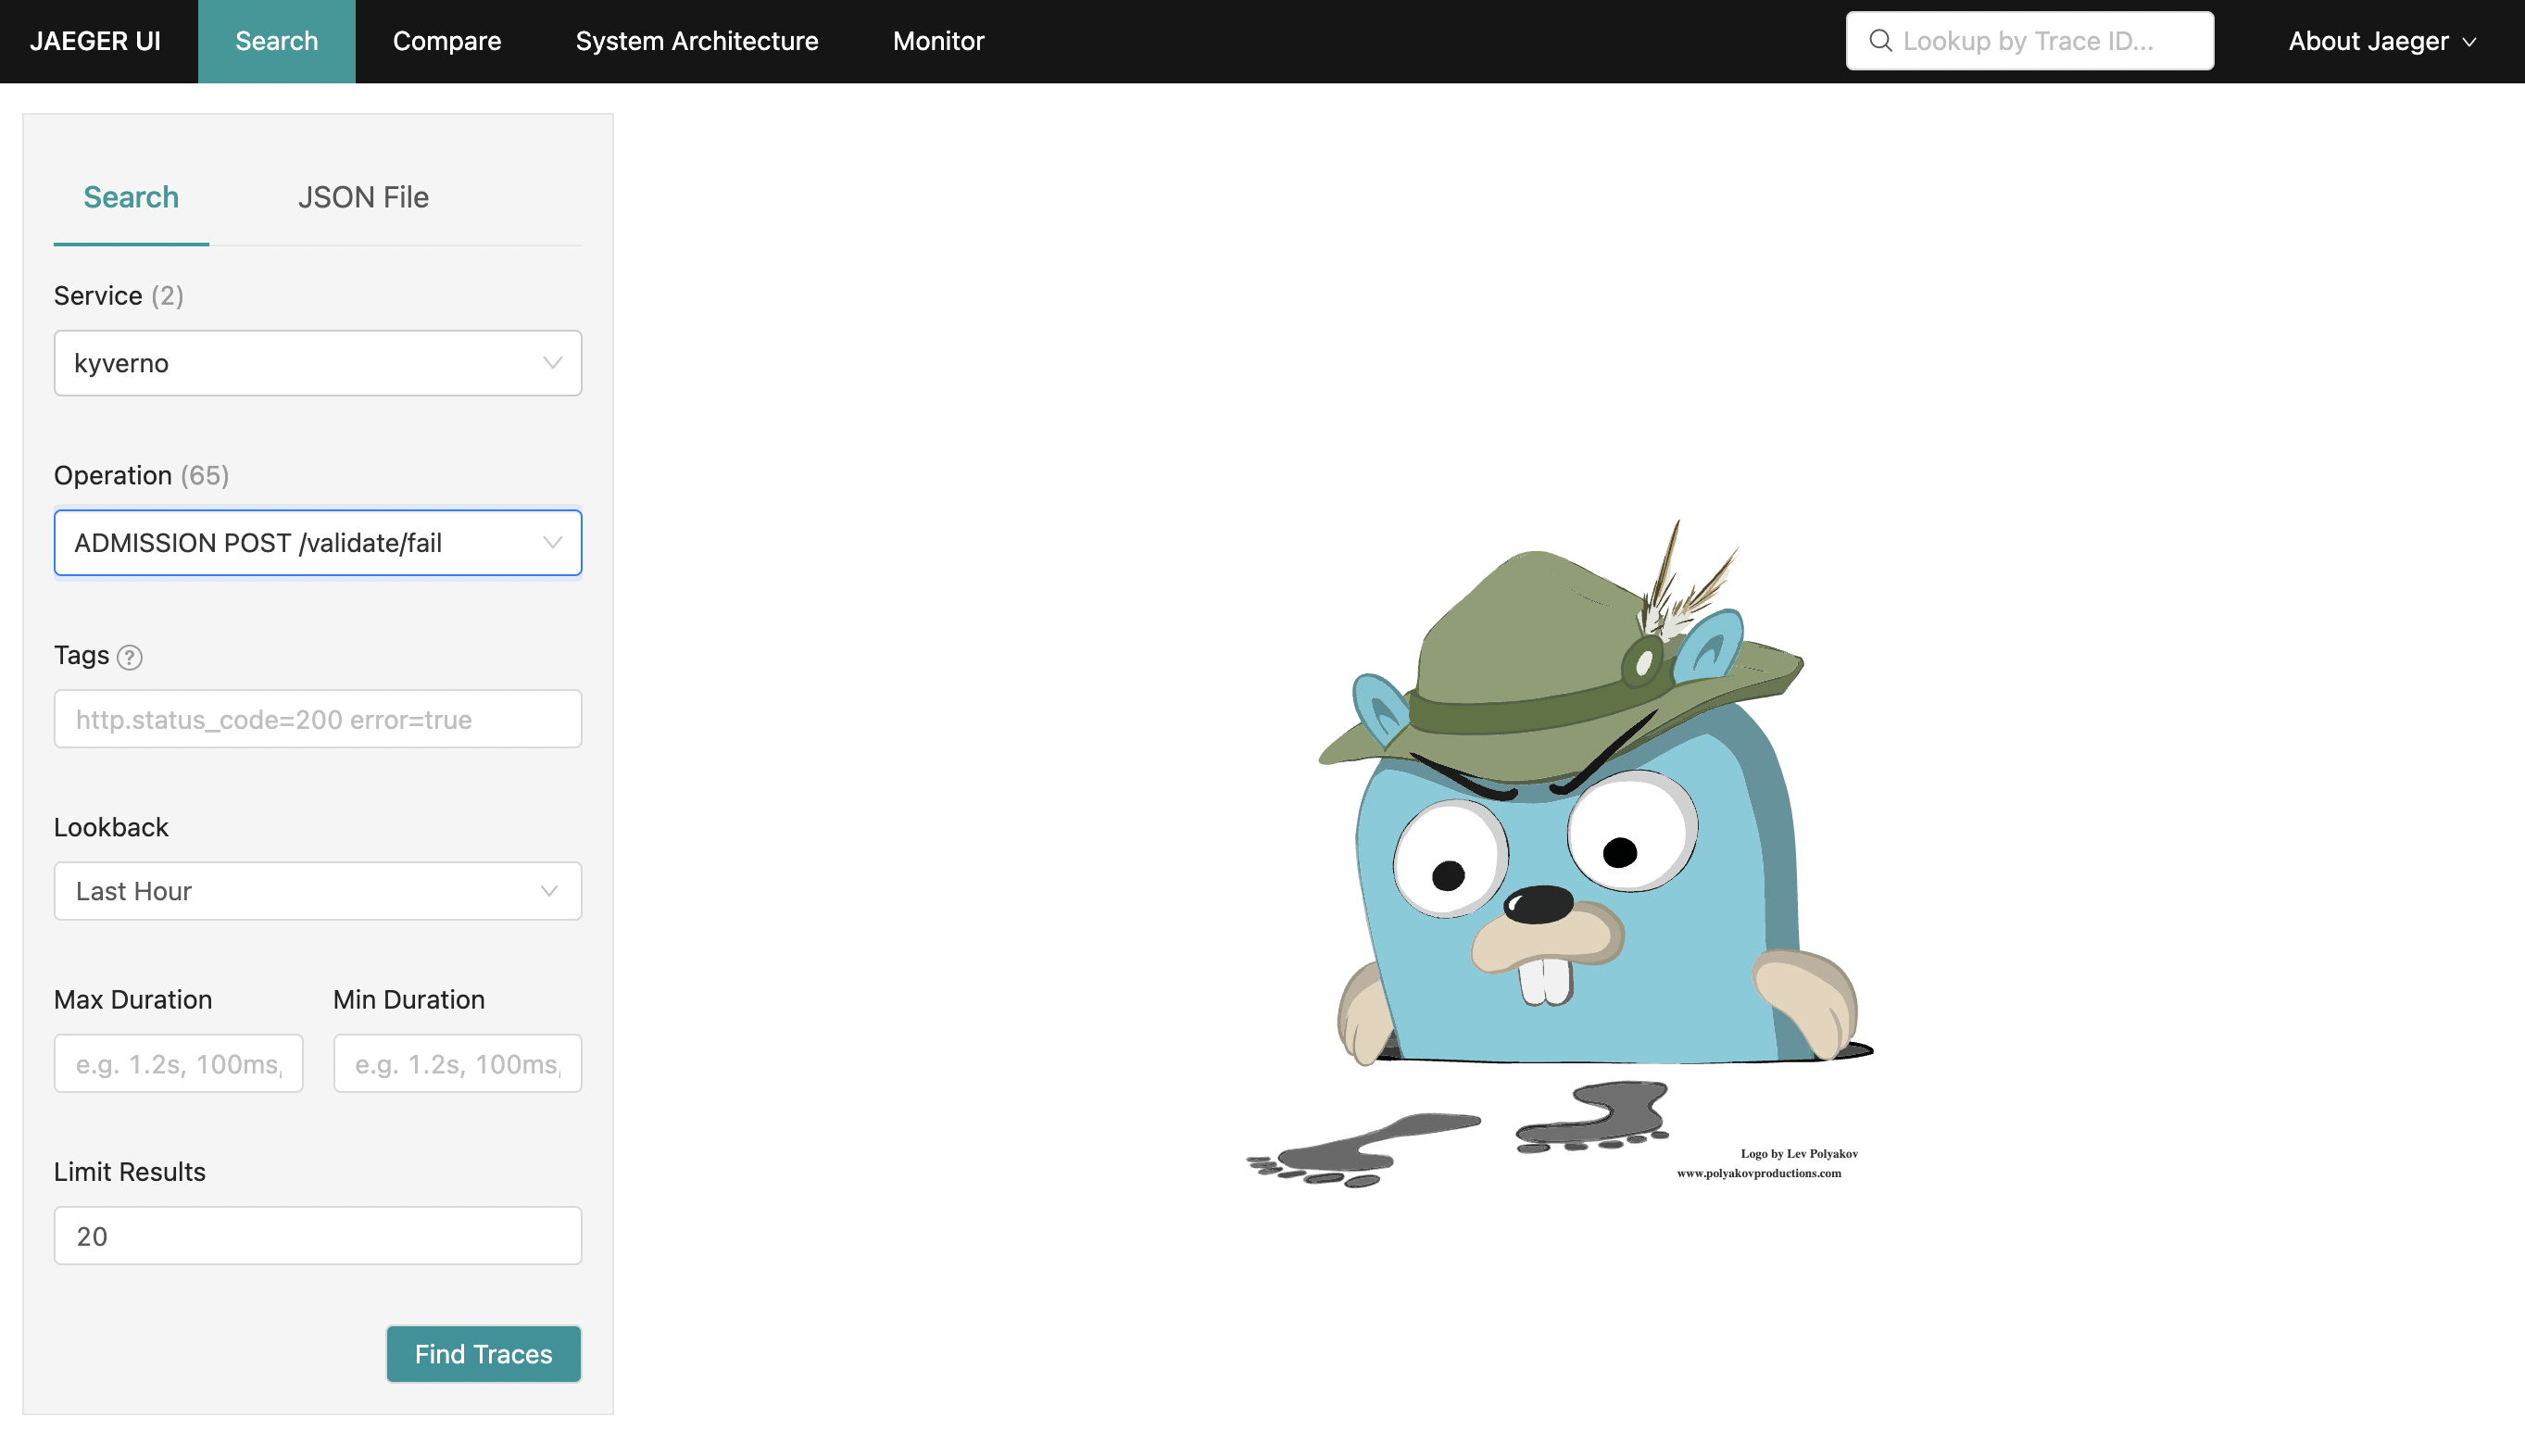 JAEGER UI Search Compare System Architecture Monitor Lookup by Trace ID... About Jaeger
Search JSON File
Service (2)
kyverno
Operation (65)
ADMISSION POST /validate/fail
Tags ?
http.status_code=200 error=true
Lookback
Last Hour
Max Duration Min Duration
e.g. 1.2s, 100ms, e.g. 1.2s, 100ms,
Limit Results
20
Find Traces
Logo by Lev Polyakov
www.polyakovproductions.com